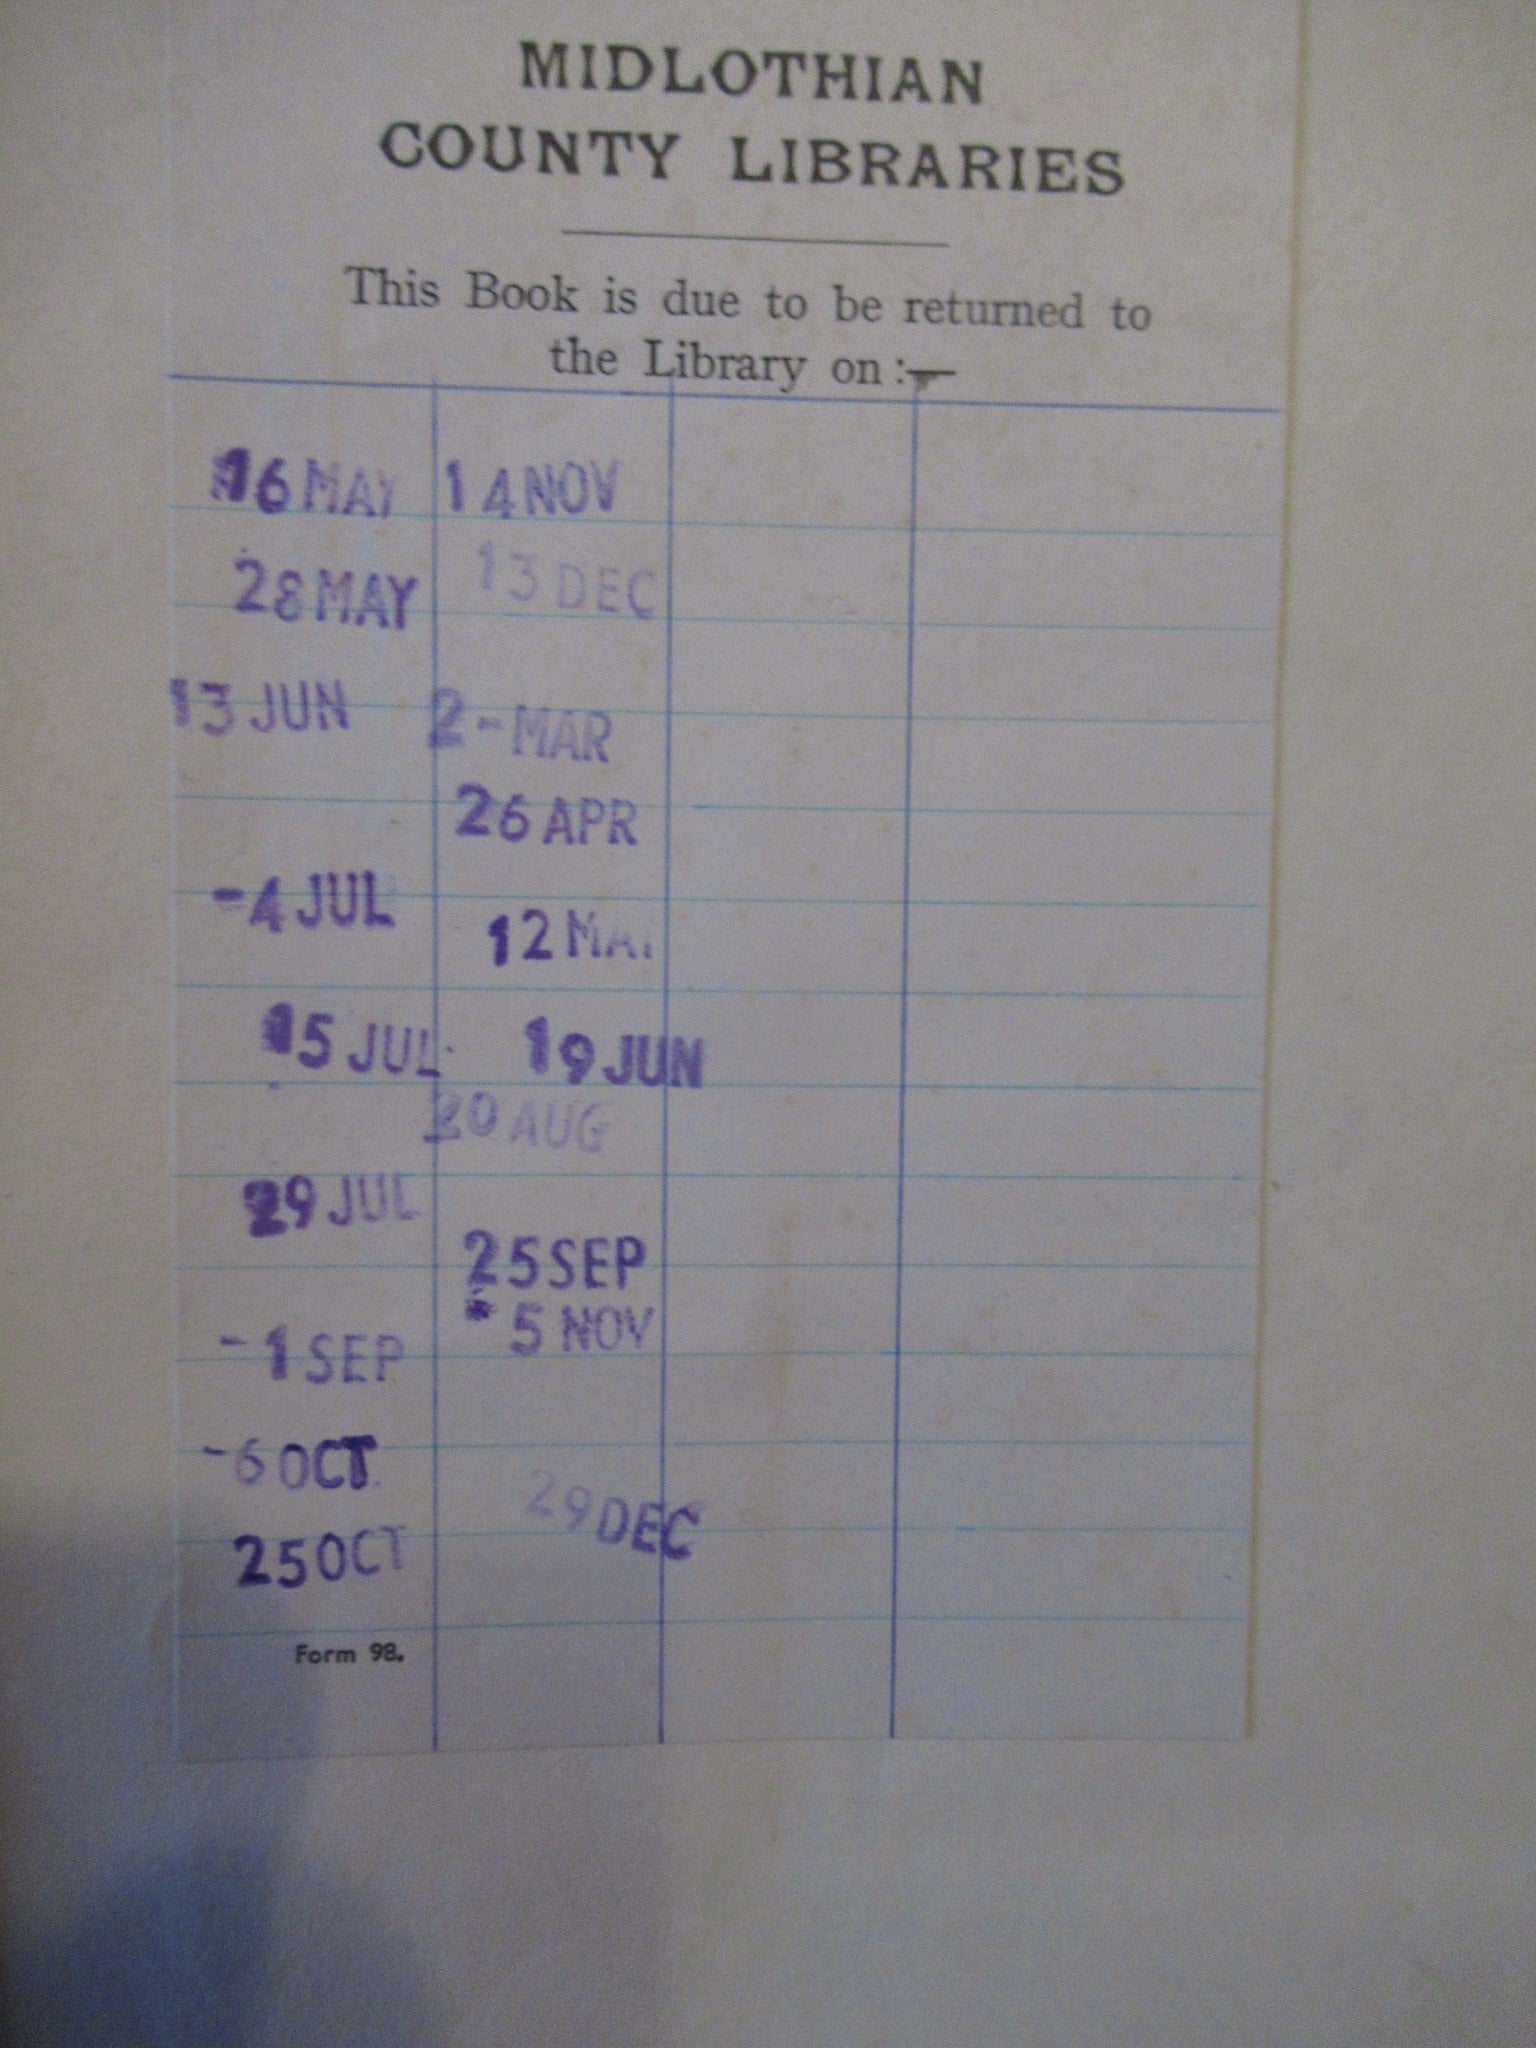 MIDLOTHIAN
COUNTY LIBRARIES
This Book is due to be returned to
the Library on :—
16 MAY 14 NOV
28 MAY 13 DEC
13 JUN 2 - MAR
26 APR
- 4 JUL
12
15 JUL 19 JUN
20 AUG
29 JUL
25 SEP
5 NOV
- 1 SEP
- 6 OCT
29 DEC
25 OCT
Form 98.